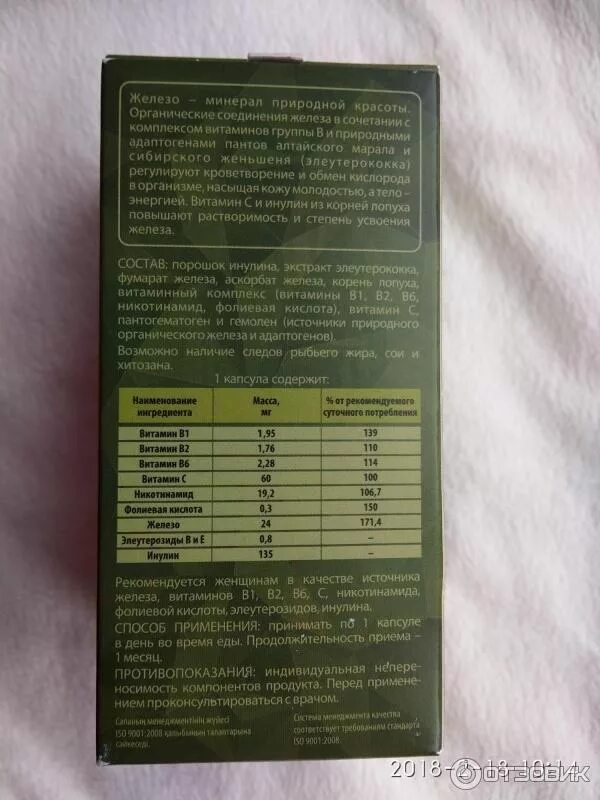 Железо – минерал природной красоты.
Органические соединения железа в сочетании с
комплексом витаминов группы В и природными
адаптогенами пантов алтайского марала и
сибирского женьшеня (элеутерококка)
регулируют кроветворение и обмен кислорода
в организме, насыщая кожу молодостью, а тело –
энергией. Витамин С и инулин из корней лопуха
повышают растворимость и степень усвоения
железа.
СОСТАВ: порошок инулина, экстракт элеутерококка,
фумарат железа, аскорбат железа, корень лопуха,
витаминный комплекс (витамины В1, В2, В6,
никотинамид, фолиевая кислота), витамин С,
пантогематоген и гемолен (источники природного
органического железа и адаптогенов).
Возможно наличие следов рыбьего жира, сои и
хитозана.
1 капсула содержит:
Наименование ингредиента Масса, мг % от рекомендуемого суточного потребления
Витамин В1 1,95 139
Витамин В2 1,76 110
Витамин В6 2,28 114
Витамин С 60 100
Никотинамид 19,2 106,7
Фолиевая кислота 0,3 150
Железо 24 171,4
Элеутерозиды В и Е 0,8 –
Инулин 135 –
Рекомендуется женщинам в качестве источника
железа, витаминов В1, В2, В6, С, никотинамида,
фолиевой кислоты, элеутерозидов, инулина.
СПОСОБ ПРИМЕНЕНИЯ: принимать по 1 капсуле
в день во время еды. Продолжительность приема –
1 месяц.
ПРОТИВОПОКАЗАНИЯ: индивидуальная непере-
носимость компонентов продукта. Перед примене-
нием проконсультироваться с врачом.
Сапаның менеджментінің жүйесі
ISO 9001:2008 қалыбының талаптарына
сәйкеседі.
Система менеджмента качества
соответствует требованиям стандарта
ISO 9001:2008.
ОТЗОВИК